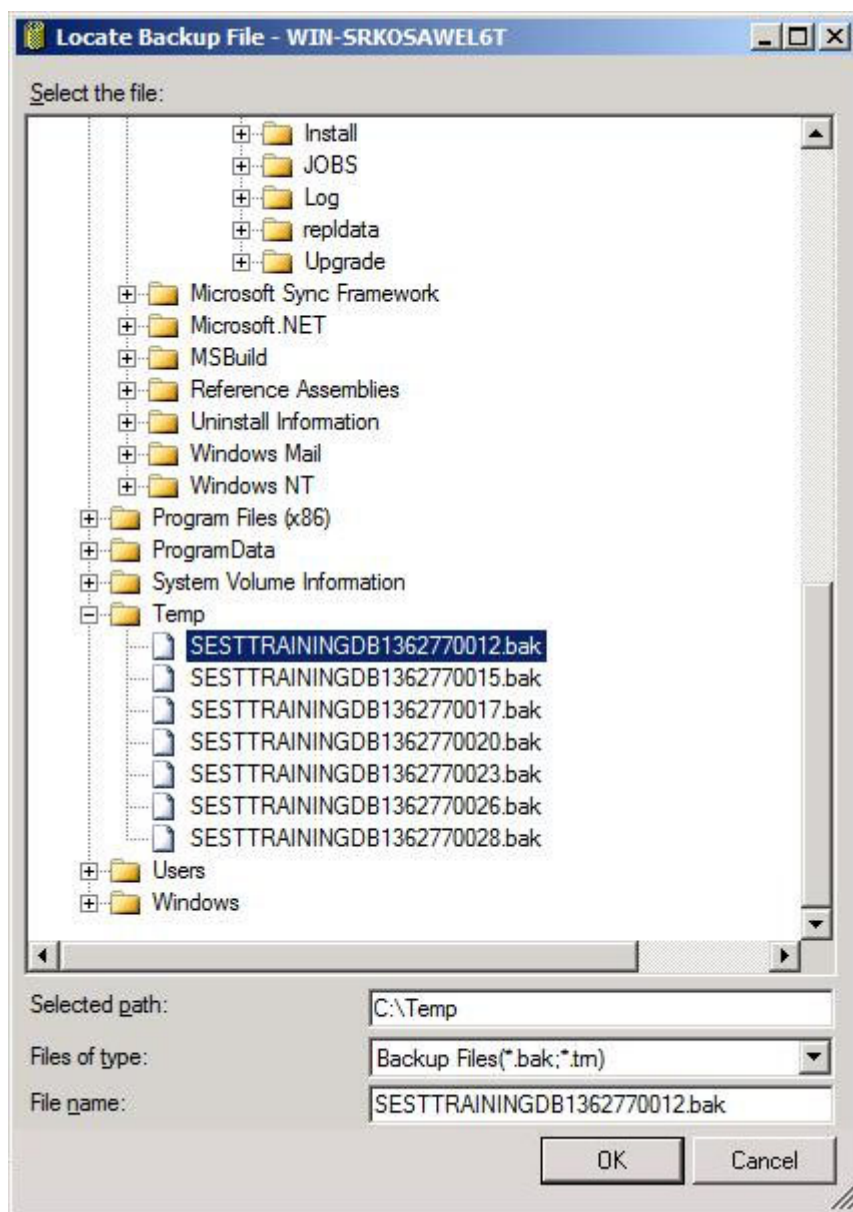 Locate Backup File - WIN-SRKOSAWEL6T
Select the file:
Install
JOBS
Log
repldata
Upgrade
Microsoft Sync Framework
Microsoft.NET
MSBuild
Reference Assemblies
Uninstall Information
Windows Mail
Windows NT
Program Files (x86)
ProgramData
System Volume Information
Temp
SESTTRAININGDB1362770012.bak
SESTTRAININGDB1362770015.bak
SESTTRAININGDB1362770017.bak
SESTTRAININGDB1362770020.bak
SESTTRAININGDB1362770023.bak
SESTTRAININGDB1362770026.bak
SESTTRAININGDB1362770028.bak
Users
Windows
Selected path: C:\Temp
Files of type: Backup Files(*.bak;*.trn)
File name: SESTTRAININGDB1362770012.bak
OK Cancel